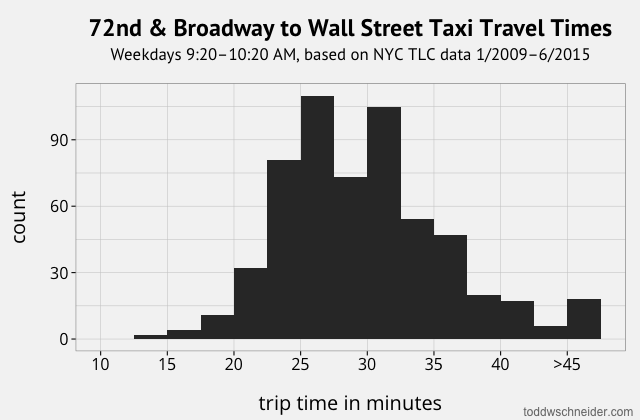 72nd & Broadway to Wall Street Taxi Travel Times
Weekdays 9:20–10:20 AM, based on NYC TLC data 1/2009–6/2015
count
90
60
30
0
10 15 20 25 30 35 40 >45
trip time in minutes
toddwschneider.com